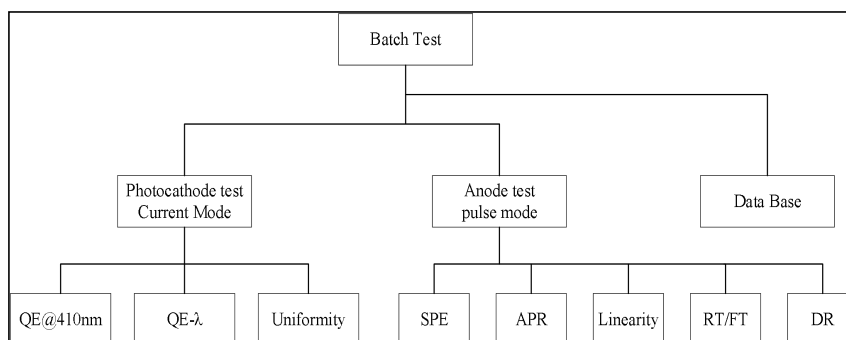 Batch Test
Photocathode test
Current Mode
Anode test
pulse mode
Data Base
QE@410nm
QE-λ
Uniformity
SPE
APR
Linearity
RT/FT
DR